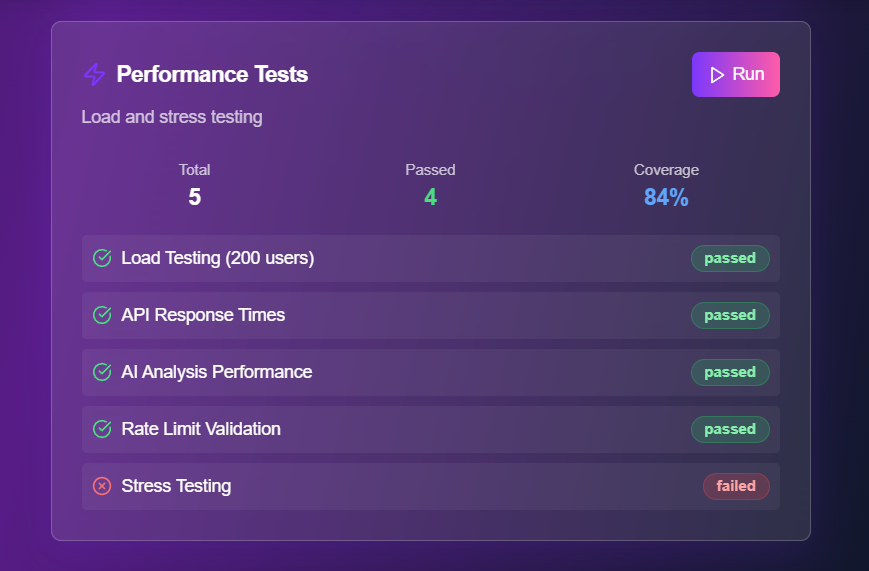 Performance Tests
Run
Load and stress testing
Total
Passed
Coverage
5
4
84%
Load Testing (200 users)
passed
API Response Times
passed
AI Analysis Performance
passed
Rate Limit Validation
passed
Stress Testing
failed